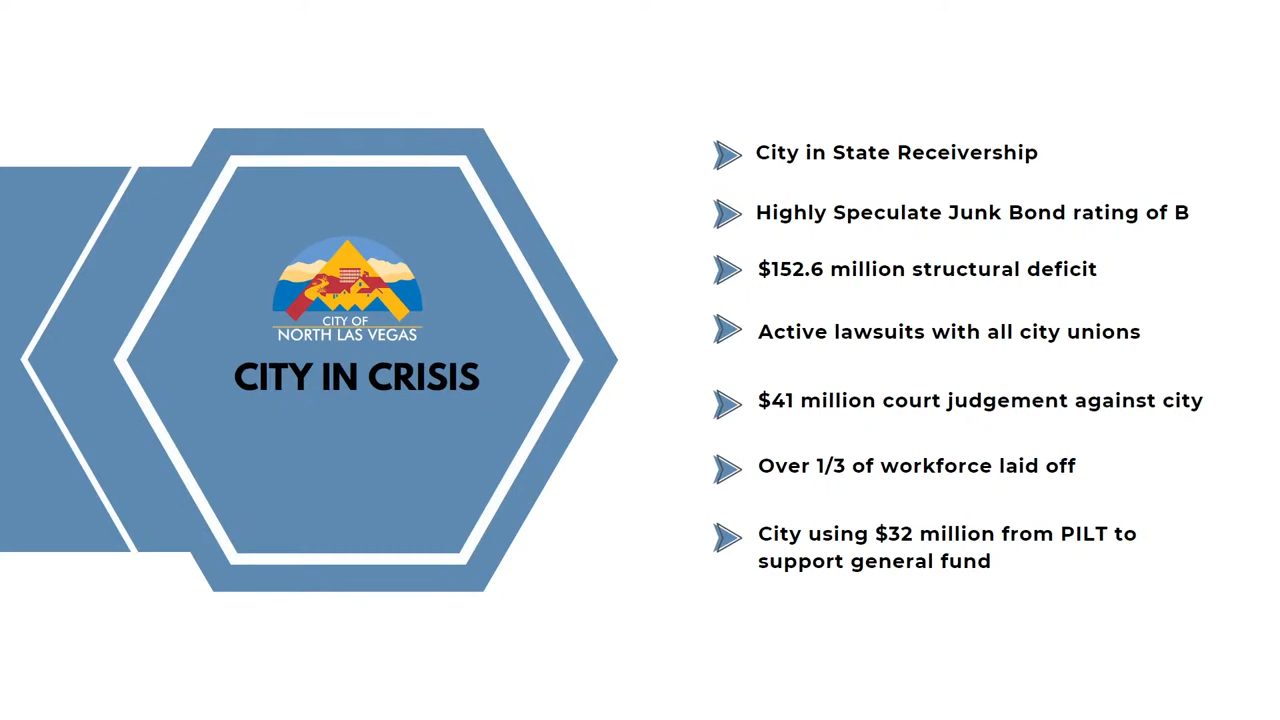 CITY OF
NORTH LAS VEGAS
CITY IN CRISIS
City in State Receivership
Highly Speculate Junk Bond rating of B
$152.6 million structural deficit
Active lawsuits with all city unions
$41 million court judgement against city
Over 1/3 of workforce laid off
City using $32 million from PILT to
support general fund